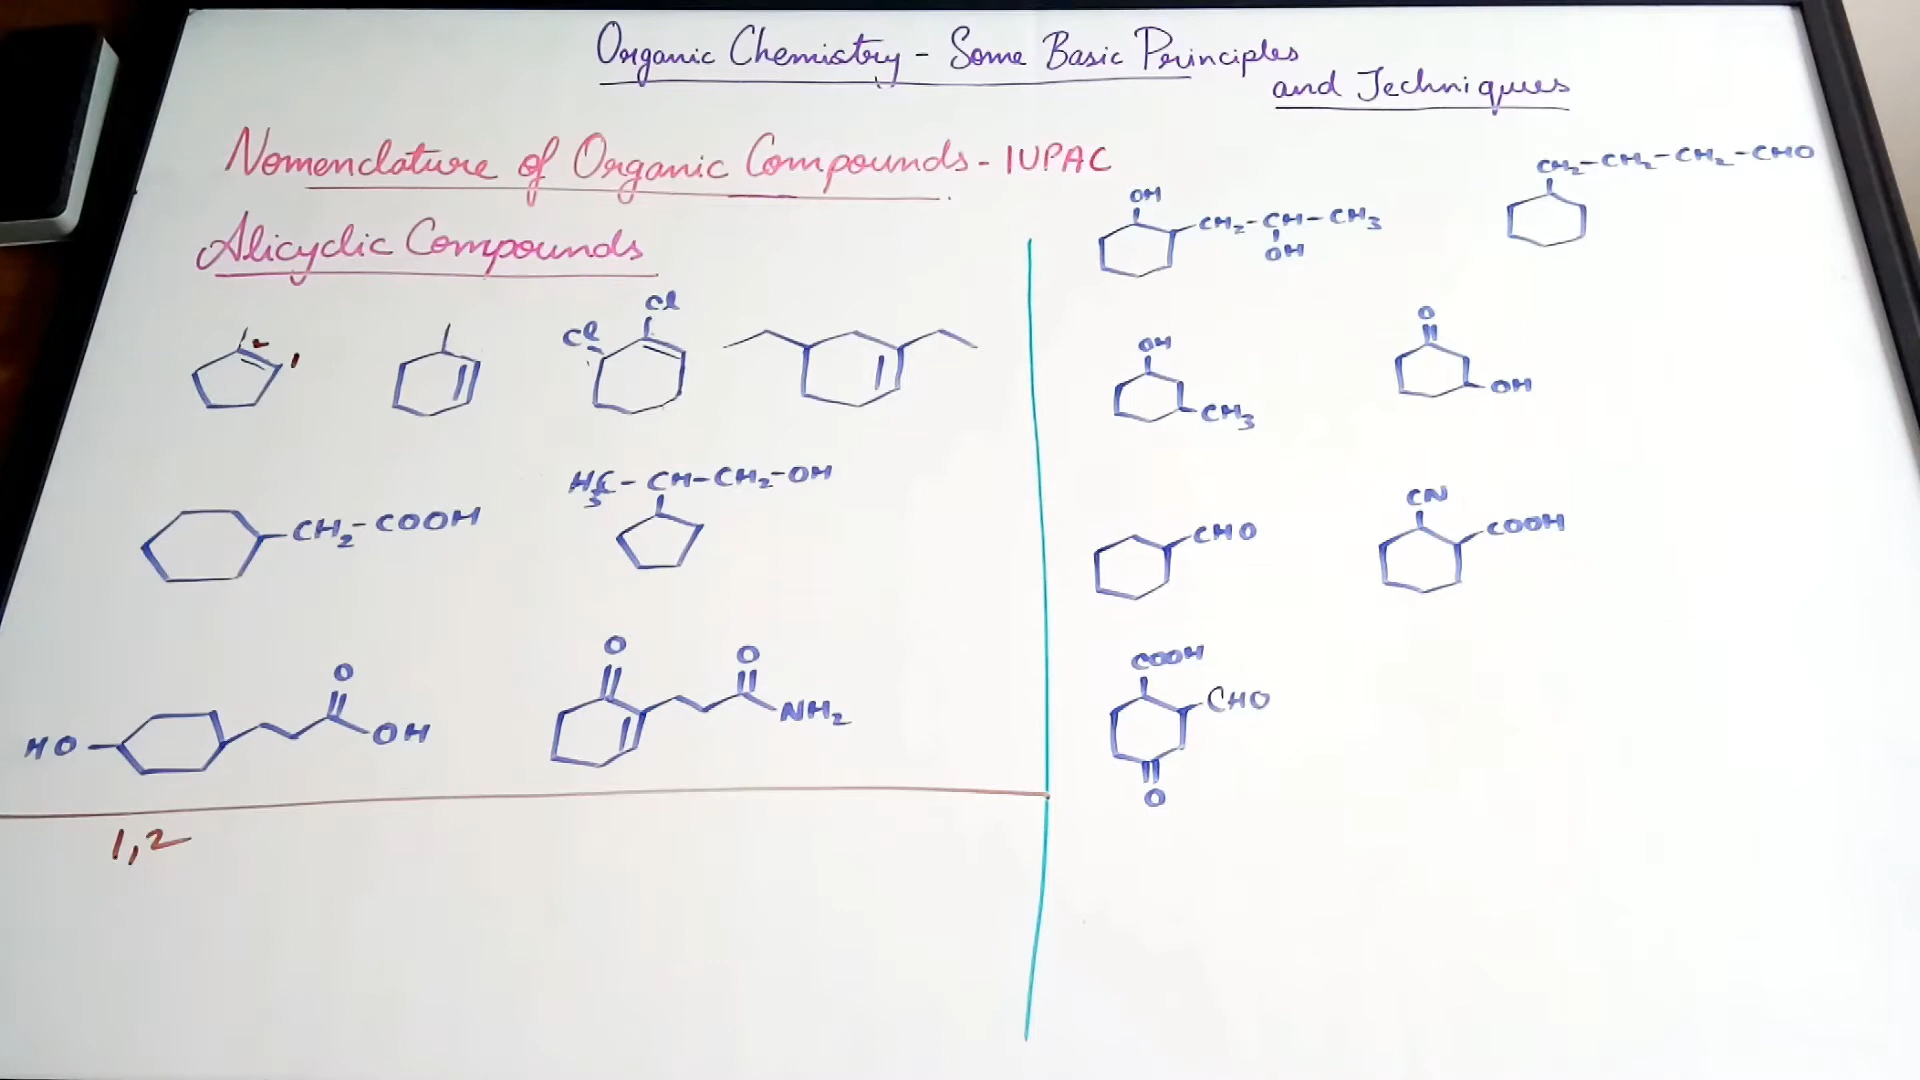 Organic Chemistry - Some Basic Principles
and Techniques
Nomenclature of Organic Compounds - IUPAC
Alicyclic Compounds
2
1
Cl
Cl
CH2-COOH
H3C-CH-CH2-OH
HO
O
OH
O
O
NH2
1,2
OH
CH2-CH-CH3
OH
CH2-CH2-CH2-CHO
OH
CH3
O
OH
CHO
CN
COOH
COOH
CHO
O